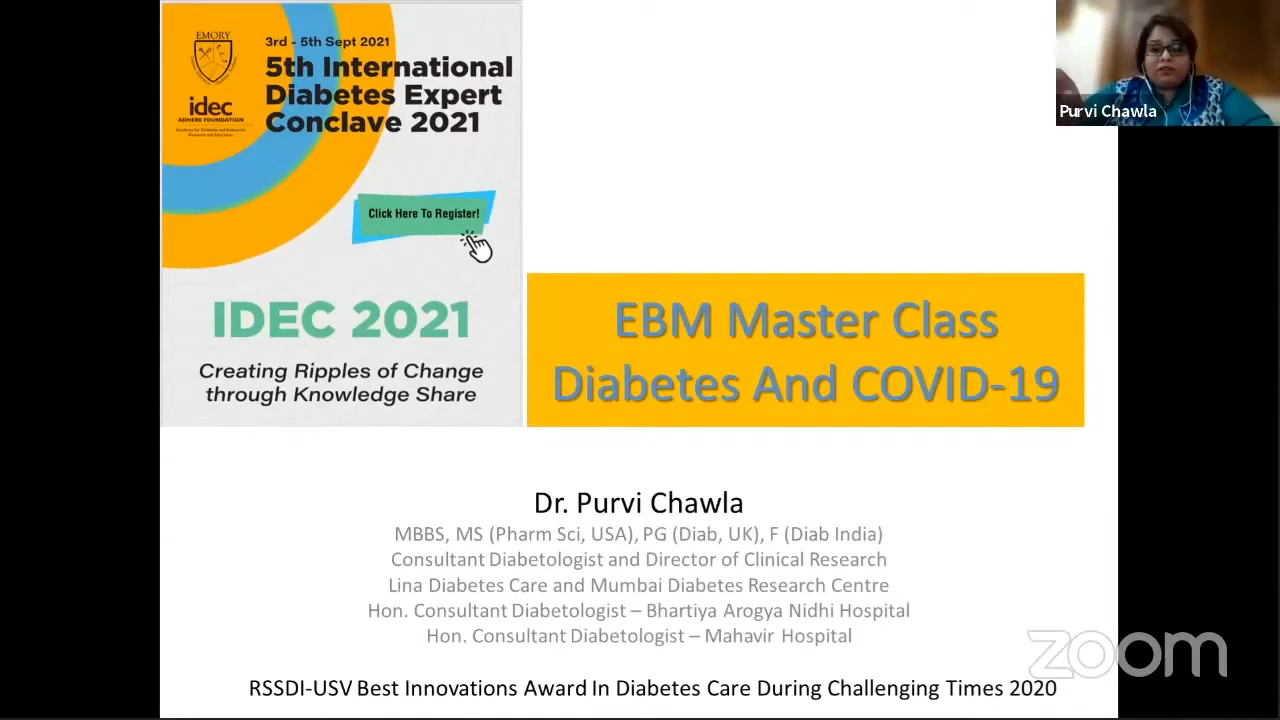 EMORY
idec
ADHERE FOUNDATION
3rd - 5th Sept 2021
5th International
Diabetes Expert
Conclave 2021
Click Here To Register!
IDEC 2021
Creating Ripples of Change
through Knowledge Share
Purvi Chawla
EBM Master Class
Diabetes And COVID-19
Dr. Purvi Chawla
MBBS, MS (Pharm Sci, USA), PG (Diab, UK), F (Diab India)
Consultant Diabetologist and Director of Clinical Research
Lina Diabetes Care and Mumbai Diabetes Research Centre
Hon. Consultant Diabetologist – Bhartiya Arogya Nidhi Hospital
Hon. Consultant Diabetologist – Mahavir Hospital
zoom
RSSDI-USV Best Innovations Award In Diabetes Care During Challenging Times 2020